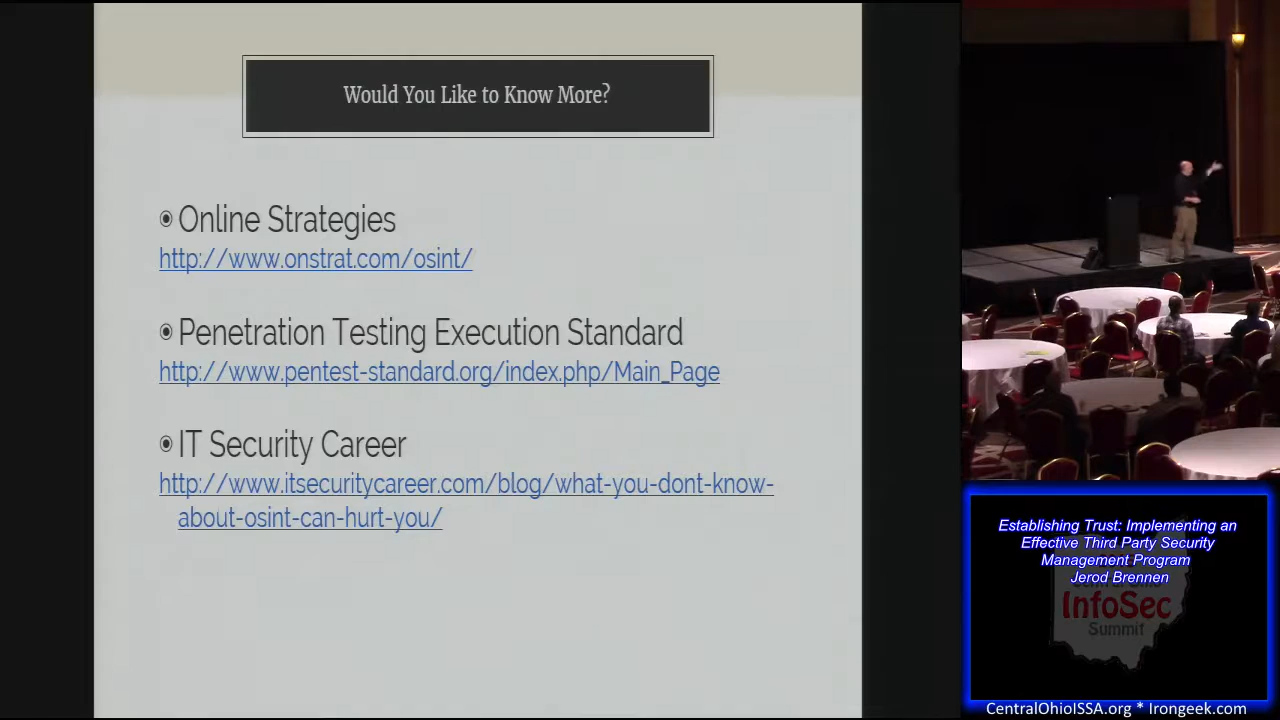 Would You Like to Know More?
Online Strategies
http://www.onstrat.com/osint/
Penetration Testing Execution Standard
http://www.pentest-standard.org/index.php/Main_Page
IT Security Career
http://www.itsecuritycareer.com/blog/what-you-dont-know-
about-osint-can-hurt-you/
Establishing Trust: Implementing an
Effective Third Party Security
Management Program
Jerod Brennen
InfoSec
Summit
CentralOhioISSA.org * Irongeek.com